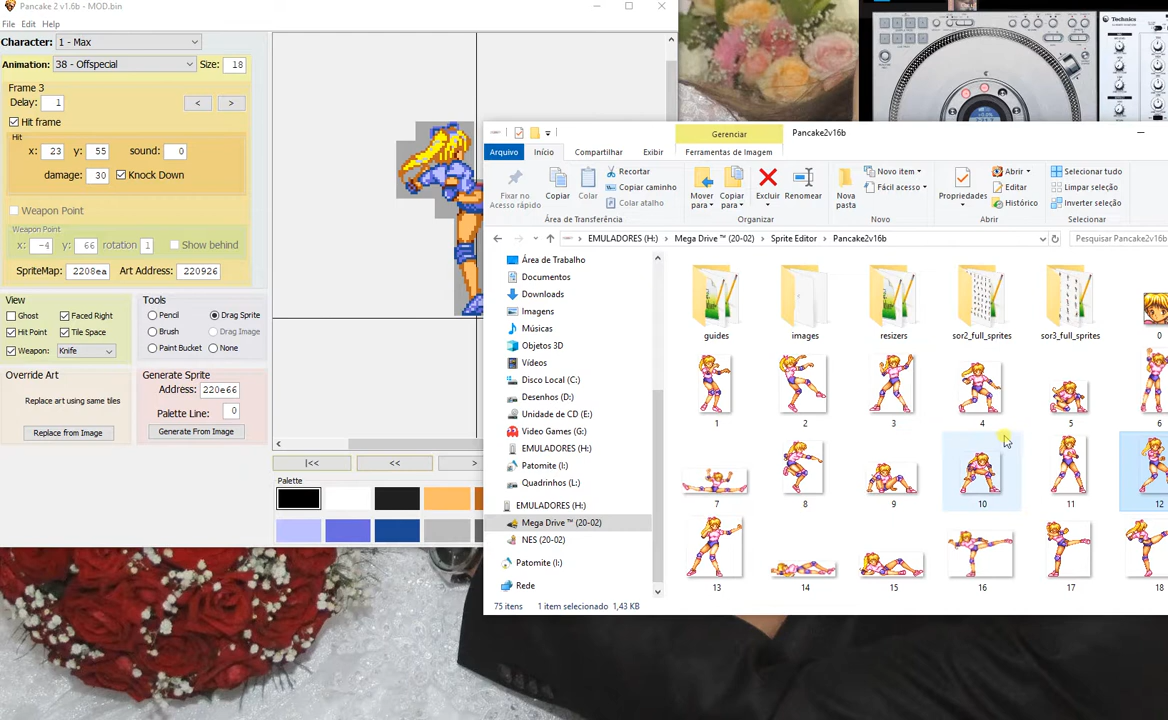 Pancake 2 v1.6b - MOD.bin
File Edit Help
Character: 1 - Max
Animation: 38 - Offspecial Size: 18
Frame 3
Delay: 1 < >
Hit frame
Hit
x: 23 y: 55 sound: 0
damage: 30 Knock Down
Weapon Point
Weapon Point
x: -4 y: 66 rotation 1 Show behind
SpriteMap: 2208ea Art Address: 220926
View
Ghost Faced Right
Hit Point Tile Space
Weapon: Knife
Tools
Pencil Drag Sprite
Brush Drag Image
Paint Bucket None
Override Art
Replace art using same tiles
Replace from Image
Generate Sprite
Address: 220e66
Palette Line: 0
Generate From Image
|<< << >
Palette
Technics
Gerenciar Pancake2v16b
Arquivo Início Compartilhar Exibir Ferramentas de Imagem
Fixar no Acesso rápido
Copiar
Colar
Recortar
Copiar caminho
Colar atalho
Área de Transferência
Mover para
Copiar para
Excluir
Renomear
Organizar
Nova pasta
Novo item
Fácil acesso
Novo
Propriedades
Abrir
Editar
Histórico
Abrir
Selecionar tudo
Limpar seleção
Inverter seleção
Selecionar
EMULADORES (H:) > Mega Drive ™ (20-02) > Sprite Editor > Pancake2v16b
Pesquisar Pancake2v16b
Área de Trabalho
Documentos
Downloads
Imagens
Músicas
Objetos 3D
Vídeos
Disco Local (C:)
Desenhos (D:)
Unidade de CD (E:)
Video Games (G:)
EMULADORES (H:)
Patomite (I:)
Quadrinhos (L:)
EMULADORES (H:)
Mega Drive ™ (20-02)
NES (20-02)
Patomite (I:)
Rede
guides images resizers sor2_full_sprites sor3_full_sprites 0
1 2 3 4 5 6
7 8 9 10 11 12
13 14 15 16 17 18
75 itens 1 item selecionado 1,43 KB